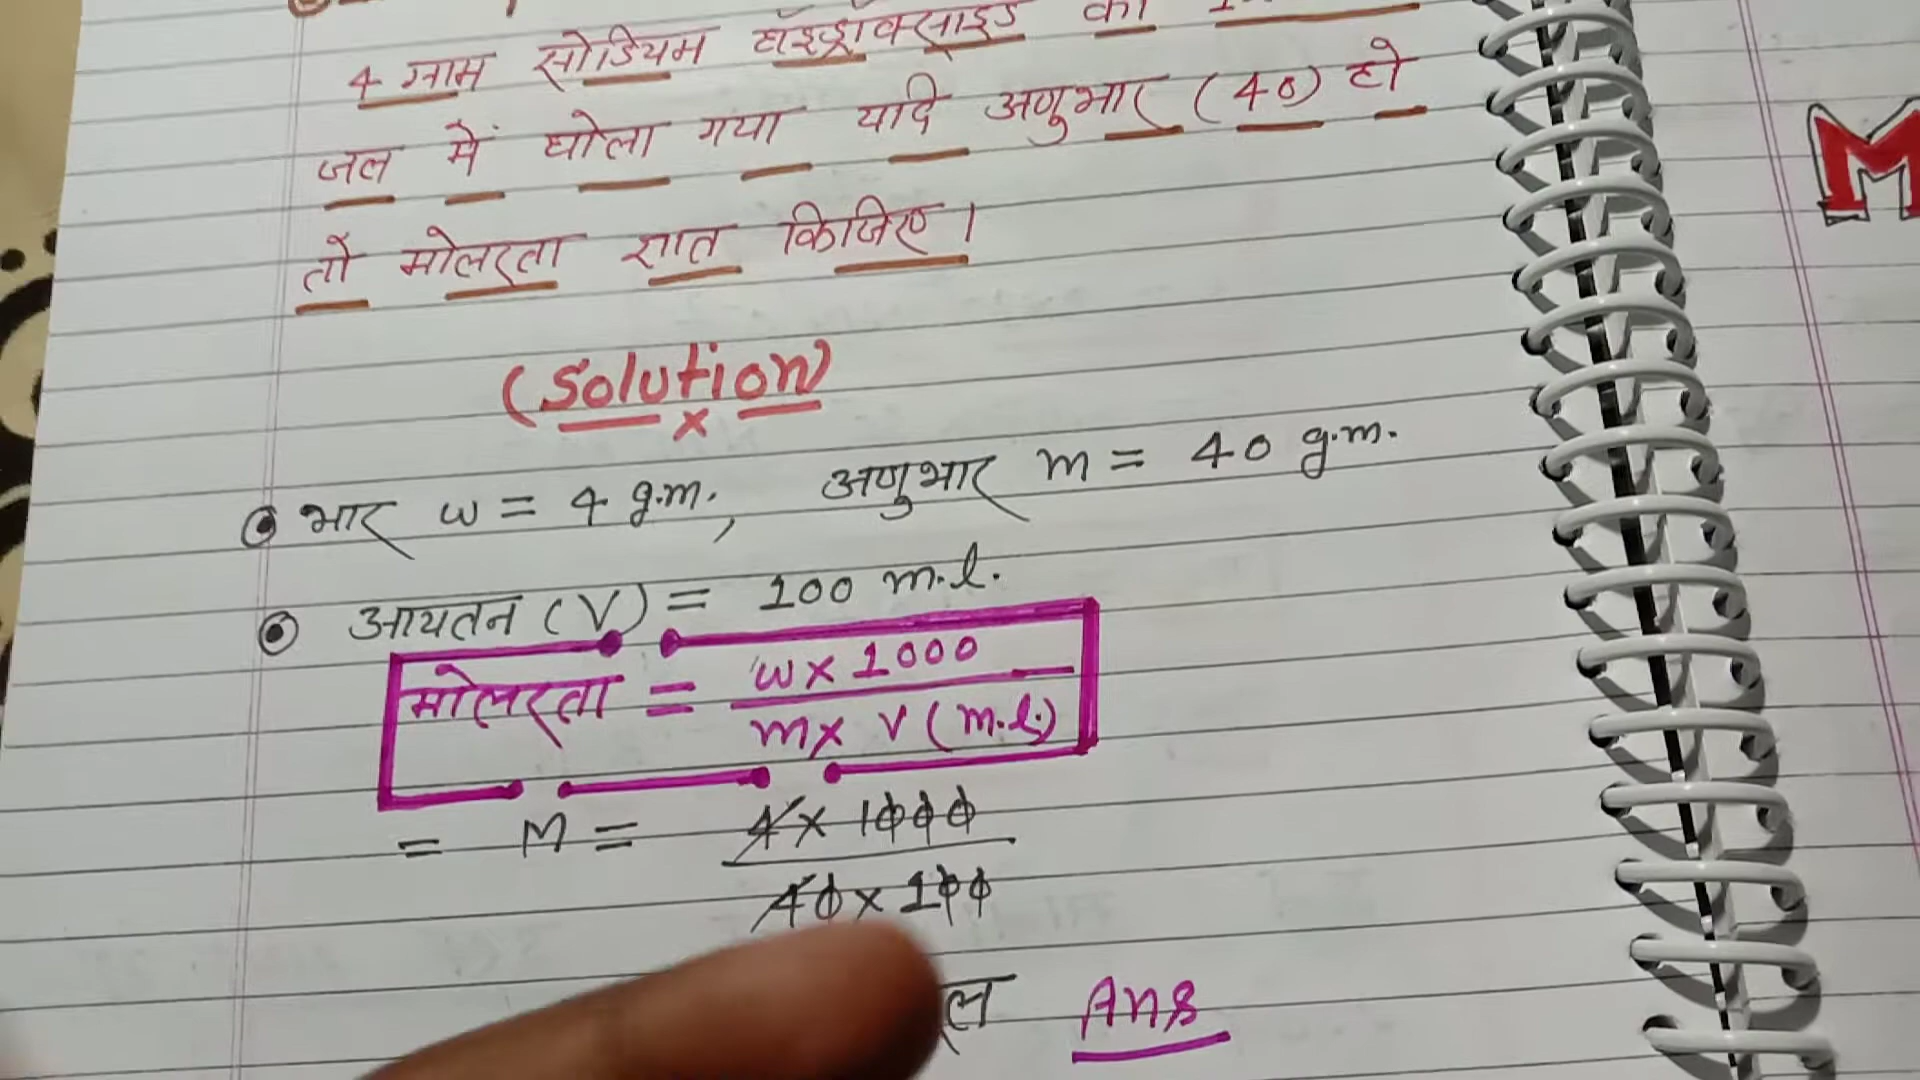 4 ग्राम सोडियम हॉइड्रॉक्साइड को
जल में घोला गया यदि अणुभार (40) हो
तो मोलरता ज्ञात किजिए।
(Solution)
x
भार w = 4 g.m., अणुभार m = 40 g.m.
आयतन (V) = 100 m.l.
मोलरता = w x 1000
m x V (m.l.)
= M = 4 x 1000
40 x 100
Ans
M